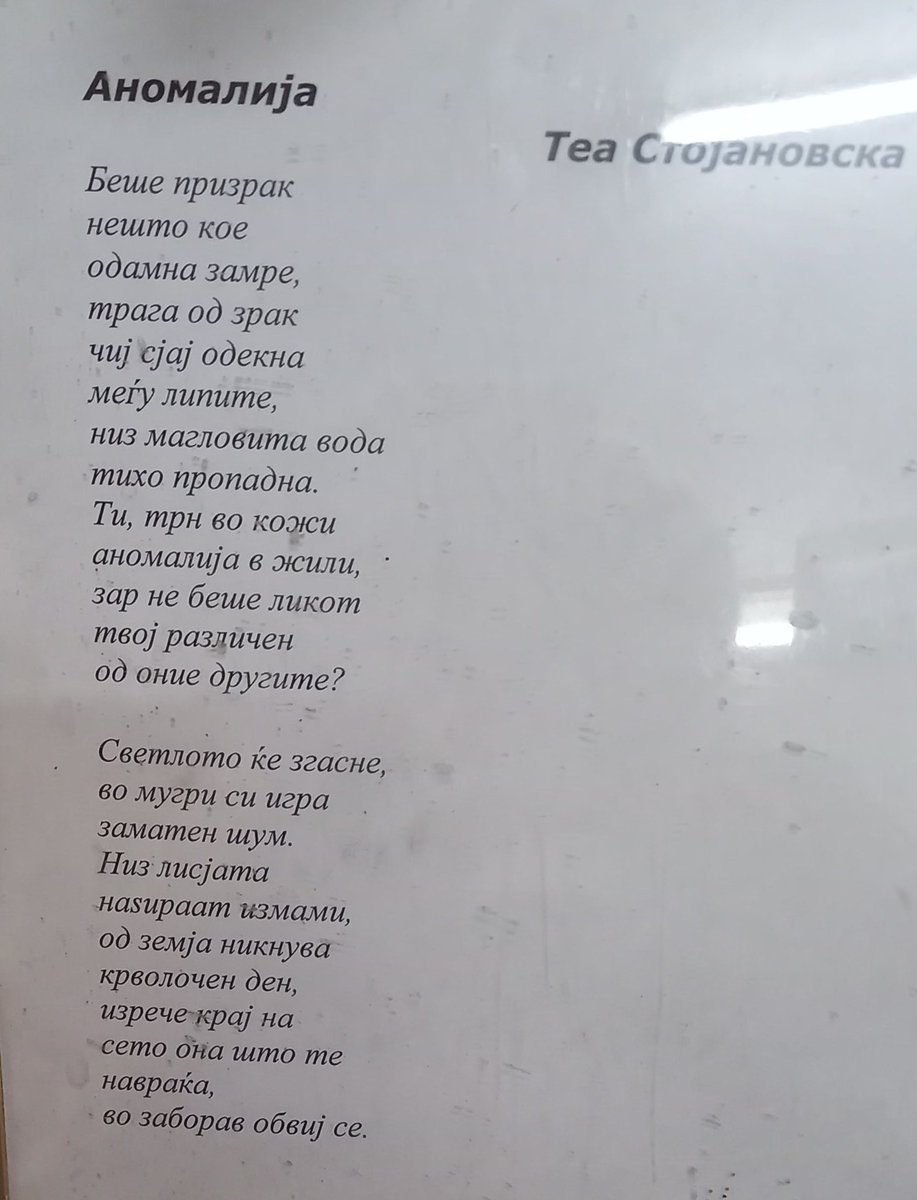 Аномалија
Теа Стојановска
Беше призрак
нешто кое
одамна замре,
трага од зрак
чиј сјај одекна
меѓу липите,
низ магловита вода
тихо пропадна.
Ти, трн во кожи
аномалија в жили,
зар не беше ликот
твој различен
од оние другите?
Светлото ќе згасне,
во мугри си игра
заматен шум.
Низ лисјата
наѕираат измами,
од земја никнува
крволочен ден,
изрече крај на
сето она што те
навраќа,
во заборав обвиј се.